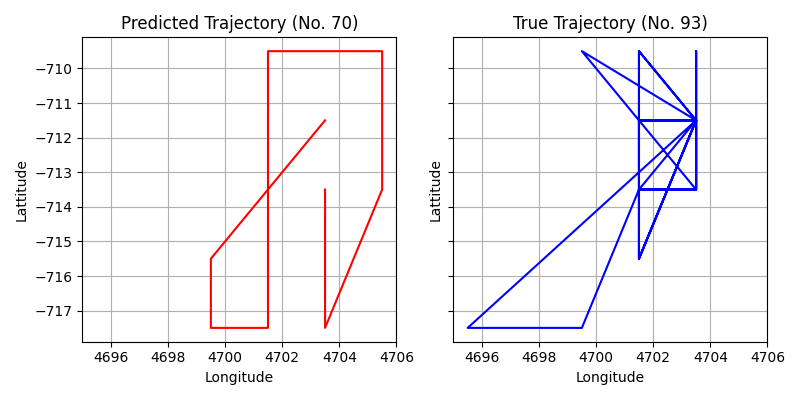 Predicted Trajectory (No. 70)
True Trajectory (No. 93)
−710
−711
−712
−713
−714
−715
−716
−717
Lattitude
Lattitude
4696 4698 4700 4702 4704 4706
4696 4698 4700 4702 4704 4706
Longitude
Longitude